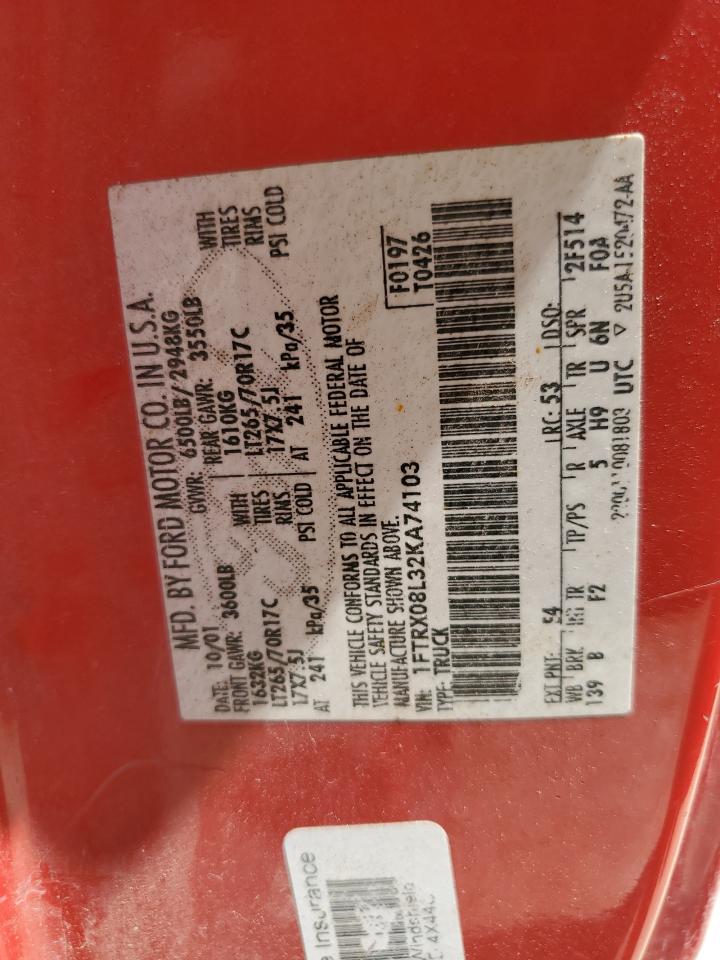 MFD. BY FORD MOTOR CO. IN U.S.A.
DATE: 10/01 GVWR: 6500LB/ 2948KG
FRONT GAWR: 3600LB REAR GAWR: 3550LB
1632KG WITH 1610KG WITH
LT265/70R17C TIRES LT265/70R17C TIRES
17X7.5J RIMS 17X7.5J RIMS
AT 241 kPa/35 PSI COLD AT 241 kPa/35 PSI COLD
THIS VEHICLE CONFORMS TO ALL APPLICABLE FEDERAL MOTOR
VEHICLE SAFETY STANDARDS IN EFFECT ON THE DATE OF
MANUFACTURE SHOWN ABOVE.
VIN: 1FTRX08L32KA74103
TYPE: TRUCK
F0197
T0426
EXT PNT: RC: 53 DSO:
WB BRK TR TP/PS R AXLE TR SPR 2F514
139 B F2 5 H9 U 6N F0A
UTC ▽ 2U5A-1520472-AA
Insurance
Windshield
4X44